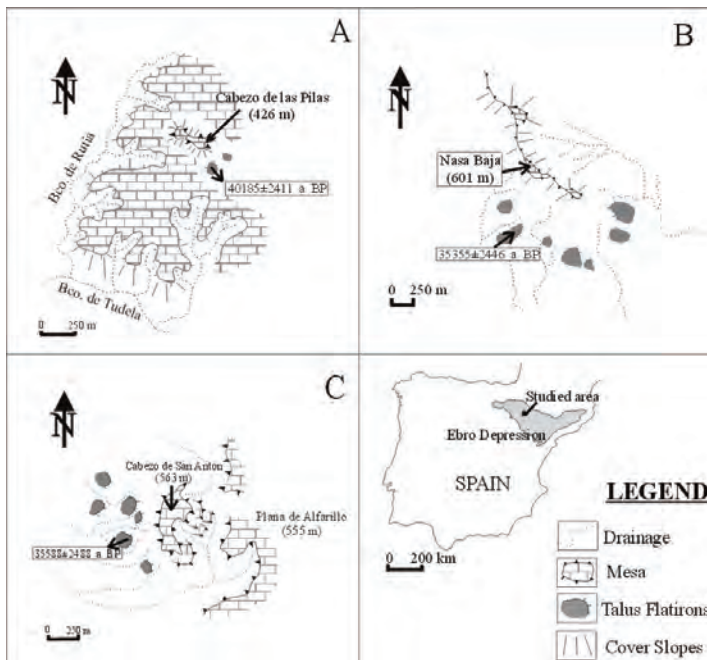 A
N
Cabezo de las Pilas
(426 m)
40185±2411 a BP
Bco. de Rutia
Bco. de Tudela
0 250 m
B
N
Nasa Baja
(601 m)
35355±2446 a BP
0 250 m
C
N
Cabezo de San Anton
(563 m)
Plana de Alfarillo
(555 m)
35588±2488 a BP
0 250 m
Studied area
Ebro Depression
SPAIN
0 200 km
LEGEND
Drainage
Mesa
Talus Flatirons
Cover Slopes